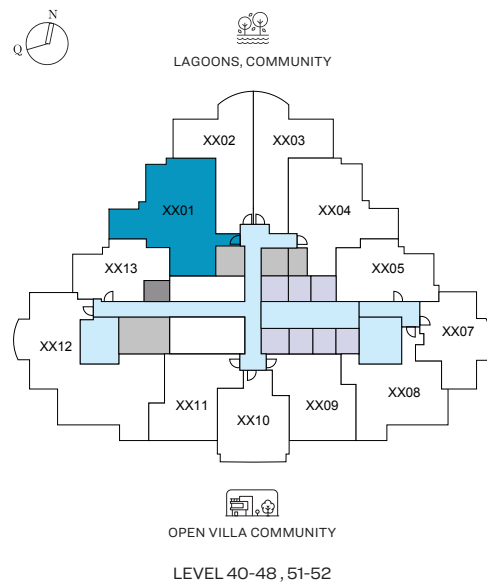 N
Q
LAGOONS, COMMUNITY
XX02
XX03
XX01
XX04
XX13
XX05
XX12
XX07
XX11
XX10
XX09
XX08
OPEN VILLA COMMUNITY
LEVEL 40-48 , 51-52